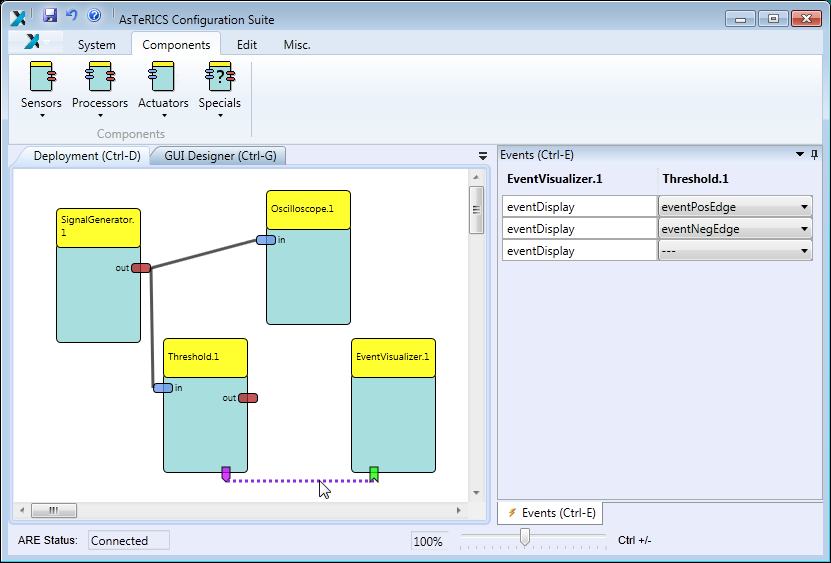 AsTeRICS Configuration Suite
System Components Edit Misc.
Sensors Processors Actuators Specials
Components
Deployment (Ctrl-D) GUI Designer (Ctrl-G)
SignalGenerator.
1
out
Oscilloscope.1
in
Threshold.1
in
out
EventVisualizer.1
Events (Ctrl-E)
EventVisualizer.1 Threshold.1
eventDisplay eventPosEdge
eventDisplay eventNegEdge
eventDisplay ---
Events (Ctrl-E)
ARE Status: Connected 100% Ctrl +/-